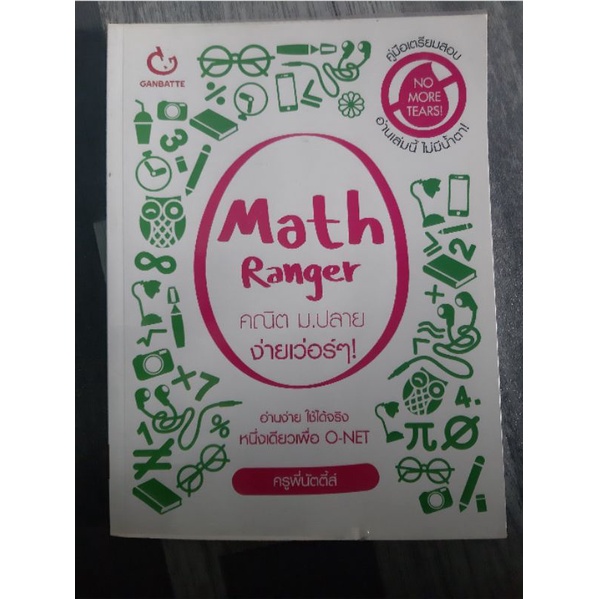 GANBATTE
คู่มือเตรียมสอบ
NO
MORE
TEARS!
อ่านเล่มนี้ ไม่มีน้ำตา!
Math
Ranger
คณิต ม.ปลาย
ง่ายเว่อร์ๆ!
อ่านง่าย ใช้ได้จริง
หนึ่งเดียวเพื่อ O-NET
ครูพี่นัตตี้ส์